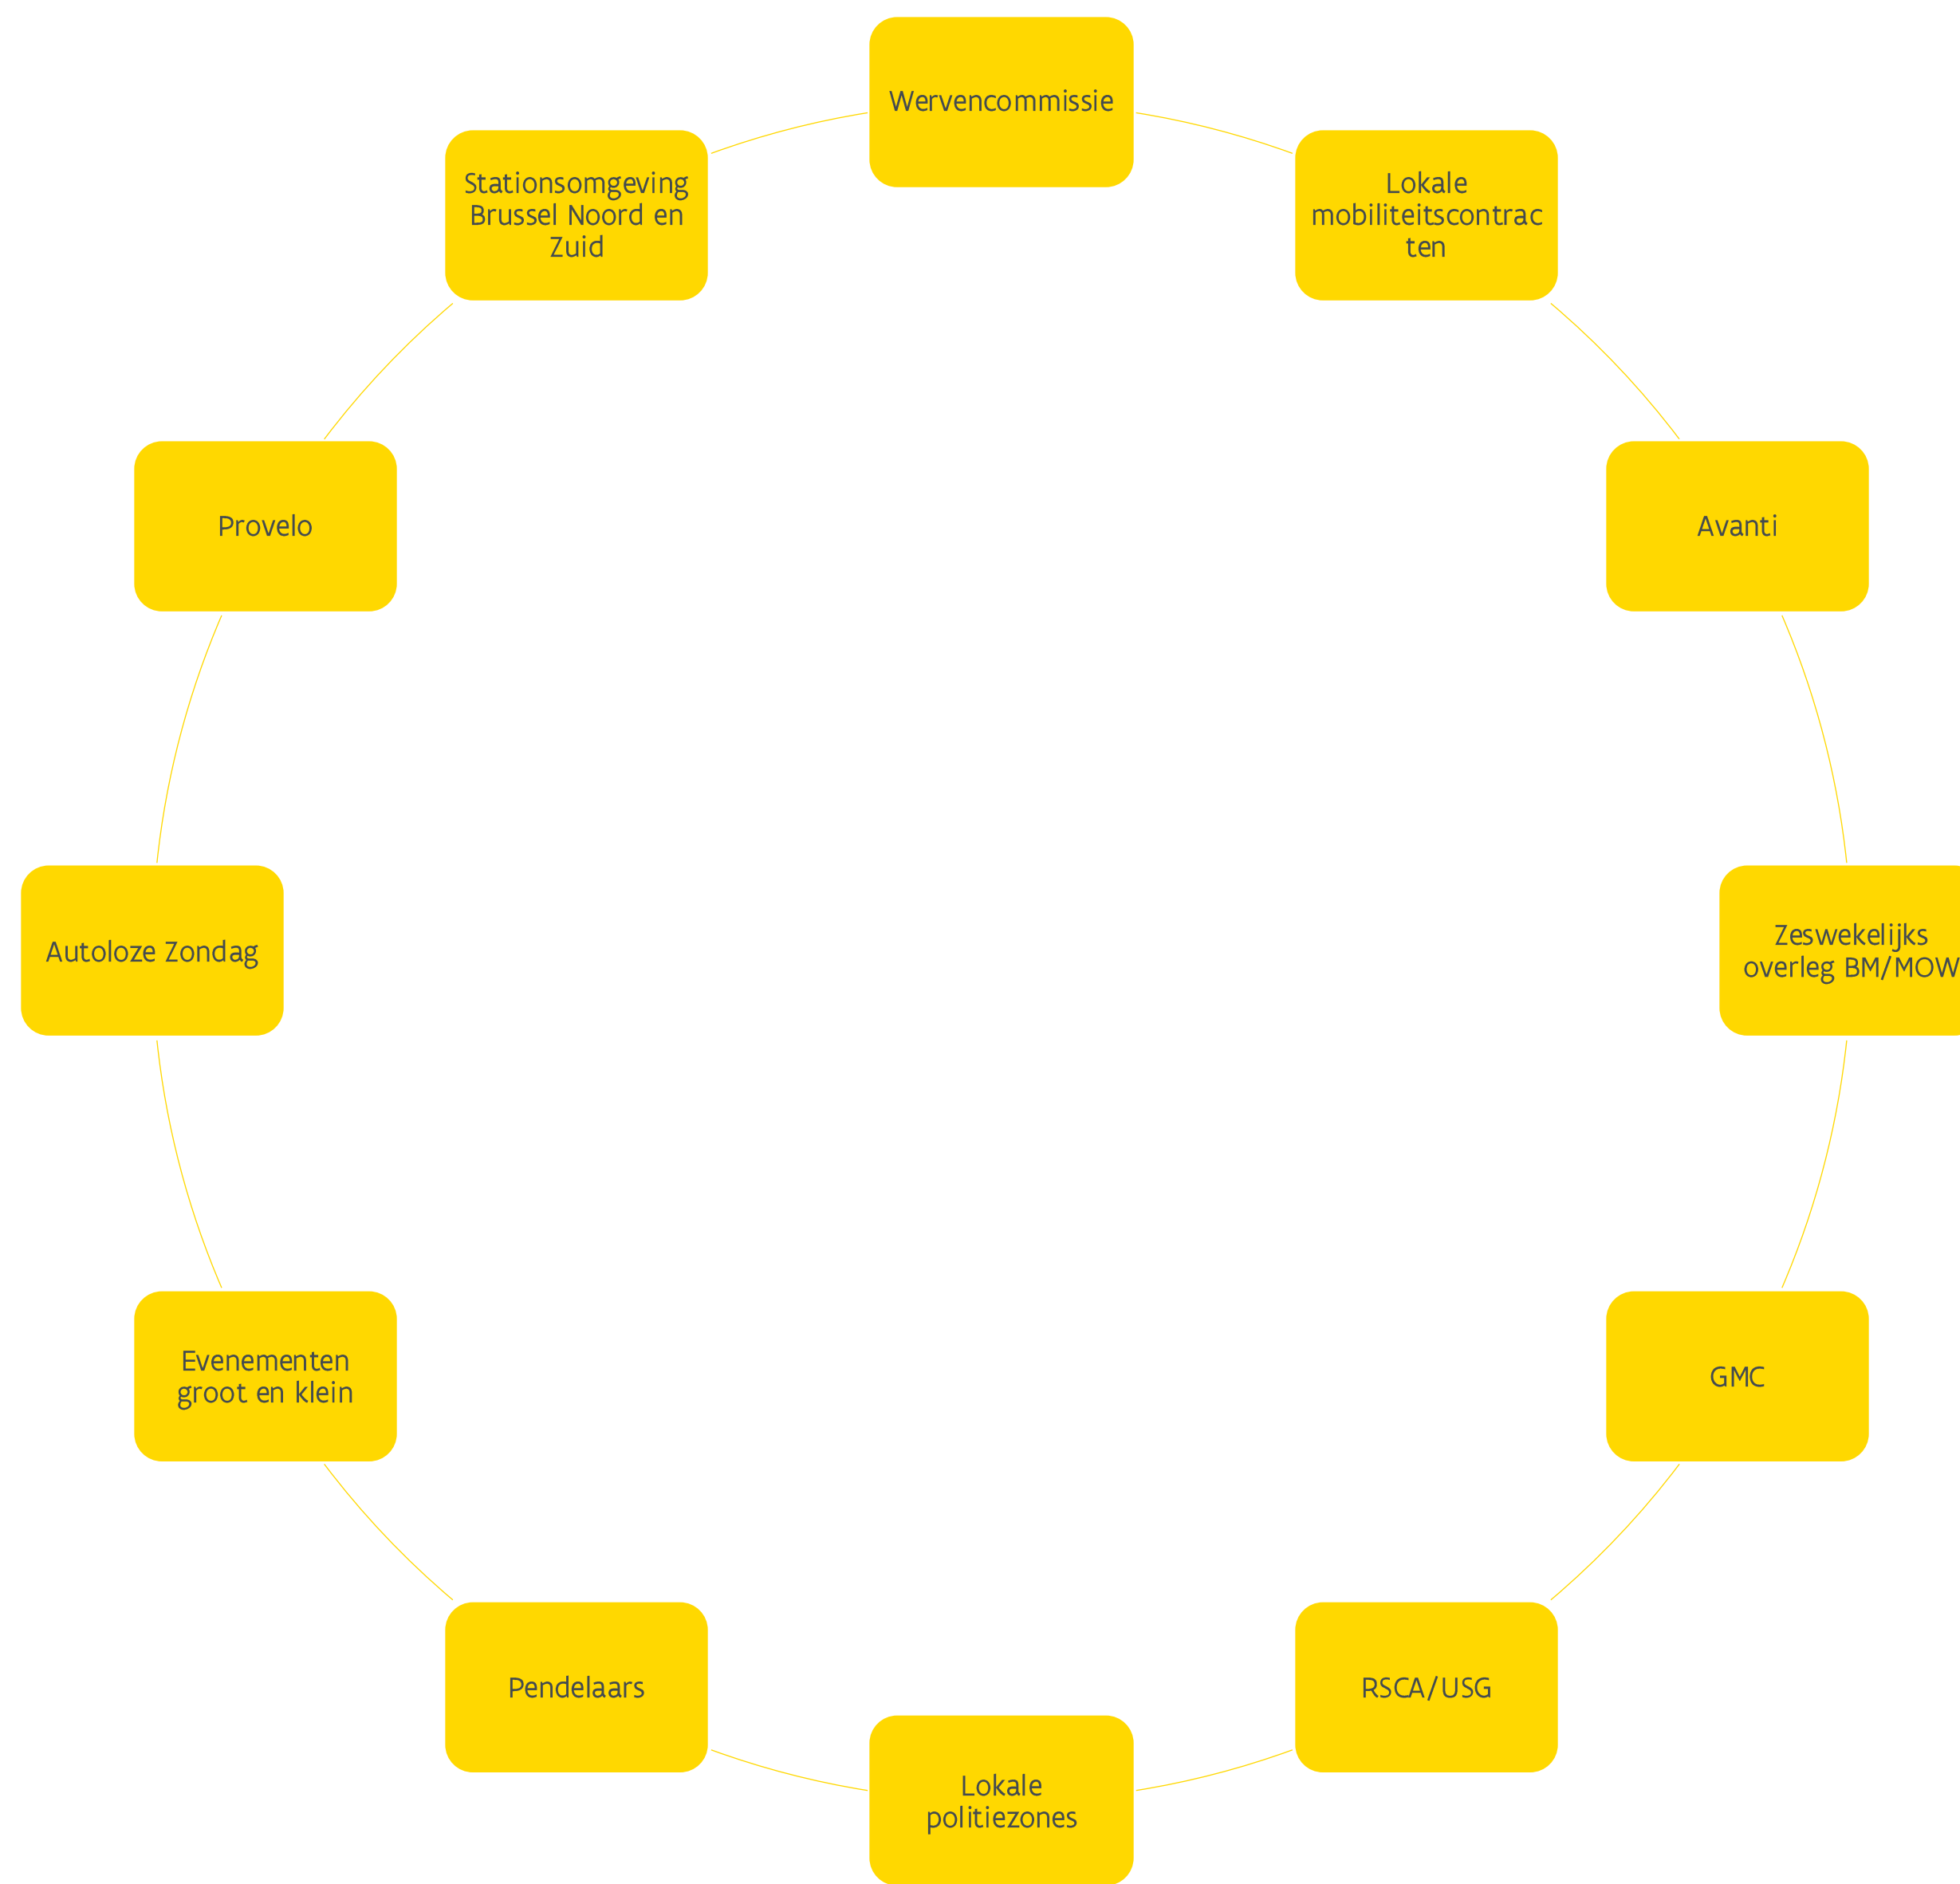 Wervencommissie
Lokale
mobiliteitscontrac
ten
Avanti
Zeswekelijks
overleg BM/MOW
GMC
RSCA/USG
Lokale
politiezones
Pendelaars
Evenementen
groot en klein
Autoloze Zondag
Provelo
Stationsomgeving
Brussel Noord en
Zuid